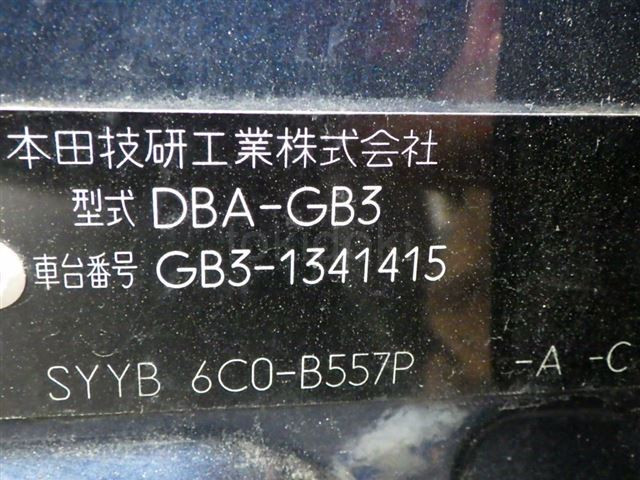 本田技研工業株式会社
型式 DBA-GB3
車台番号 GB3-1341415
SYYB 6C0-B557P -A -C